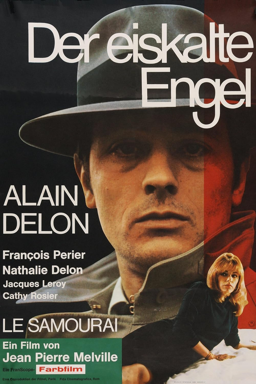 Der eiskalte
Engel
ALAIN
DELON
François Perier
Nathalie Delon
Jacques Leroy
Cathy Rosier
LE SAMOURAI
Ein Film von
Jean Pierre Melville
Farbfilm